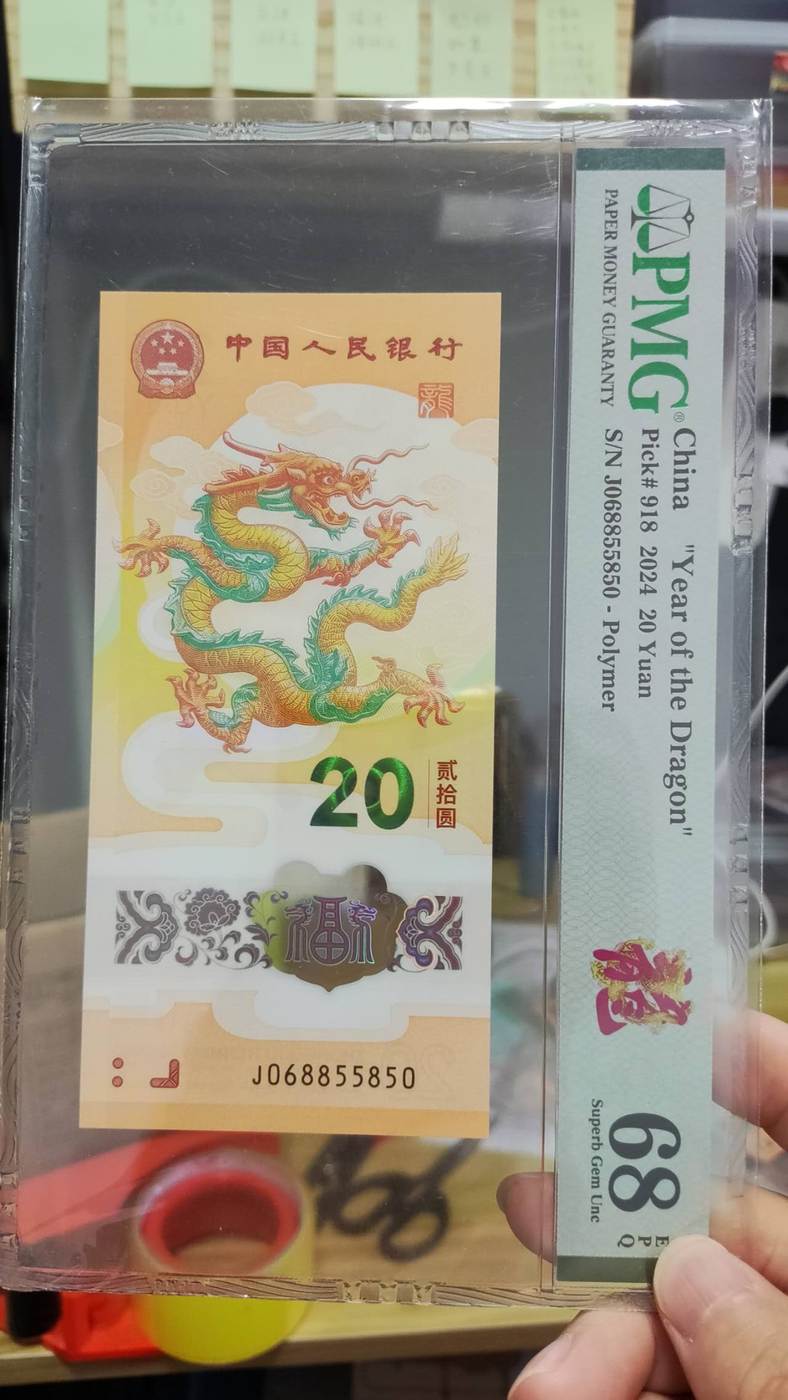 中国人民银行
龍
20
贰拾圆
福
J068855850
PMG®
PAPER MONEY GUARANTY
China "Year of the Dragon"
Pick# 918 2024 20 Yuan
S/N J068855850 - Polymer
68
EPQ
Superb Gem Unc